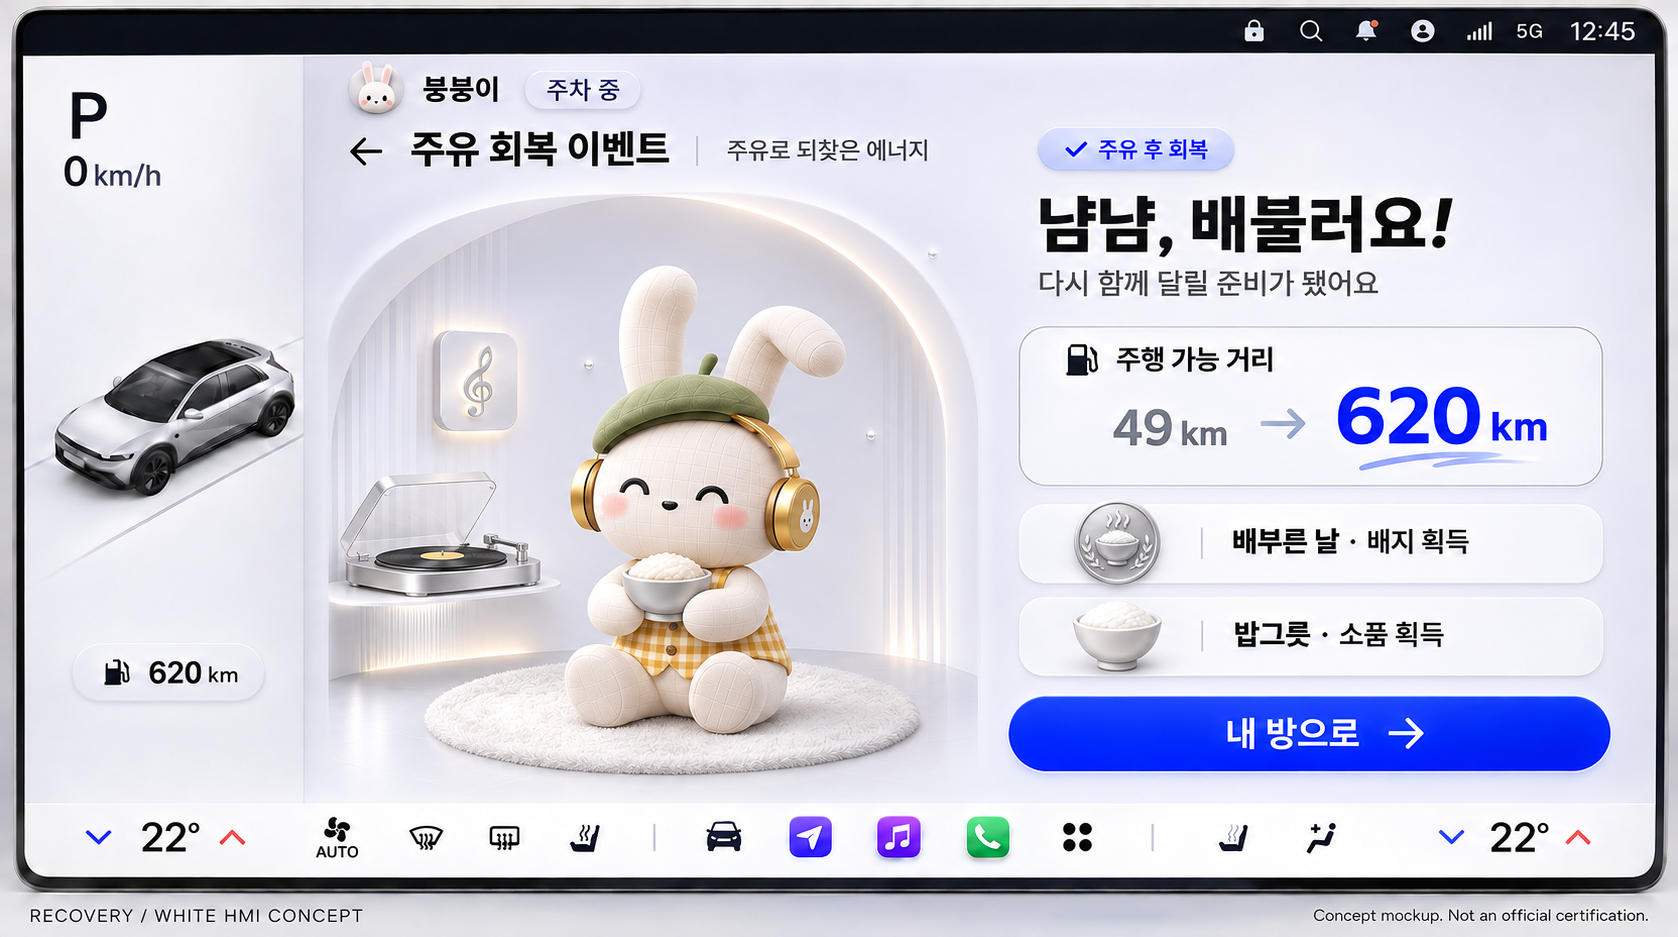 5G 12:45
P
0 km/h
붕붕이 주차 중
← 주유 회복 이벤트 | 주유로 되찾은 에너지
주유 후 회복
냠냠, 배불러요!
다시 함께 달릴 준비가 됐어요
주행 가능 거리
49 km → 620 km
배부른 날 · 배지 획득
밥그릇 · 소품 획득
620 km
내 방으로 →
22° AUTO 22°
RECOVERY / WHITE HMI CONCEPT
Concept mockup. Not an official certification.